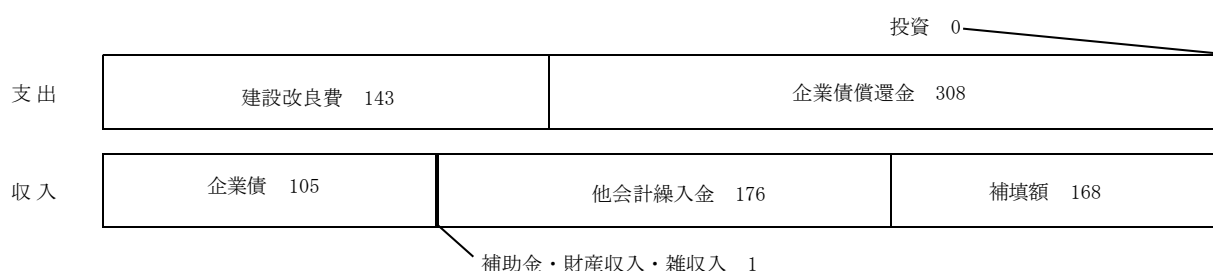 投資 0
支出 建設改良費 143 企業債償還金 308
収入 企業債 105 他会計繰入金 176 補填額 168
補助金・財産収入・雑収入 1